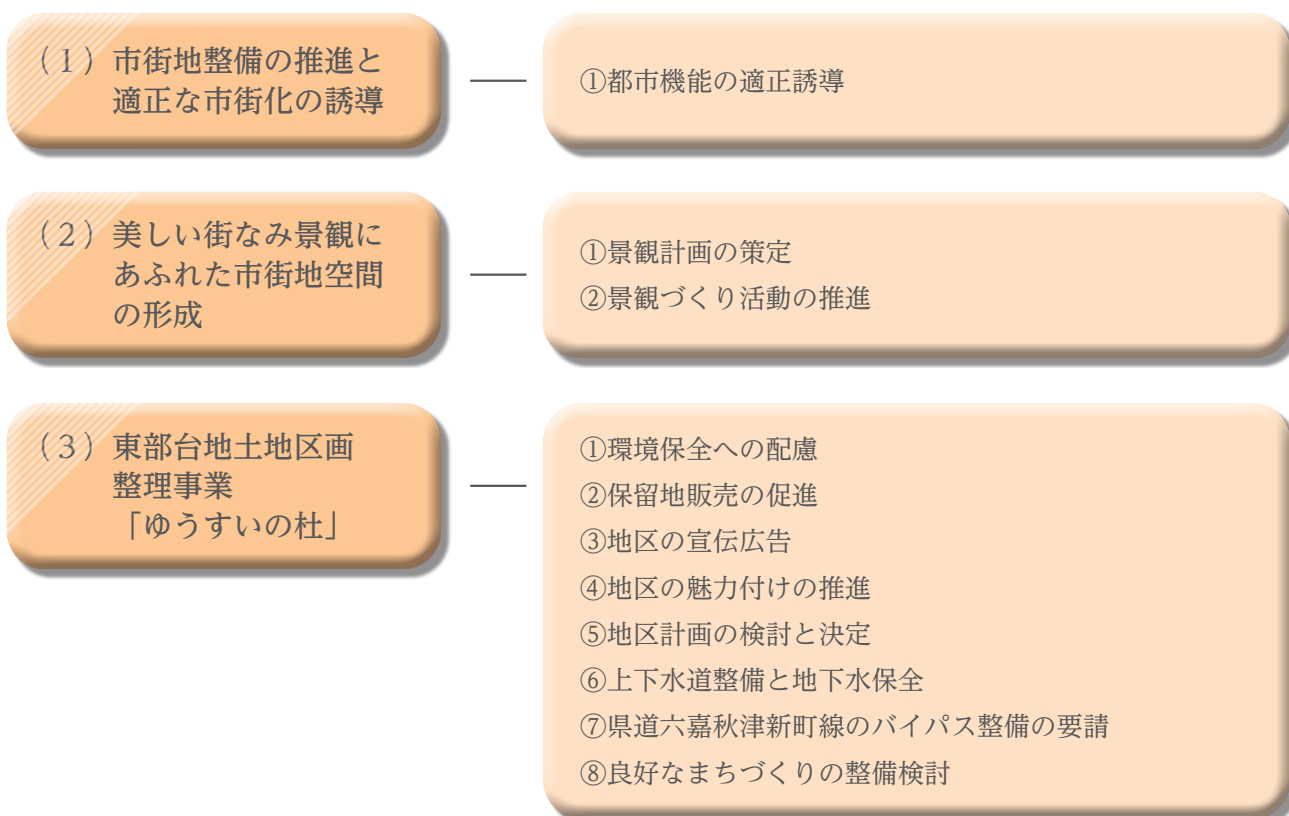 （１）市街地整備の推進と
適正な市街化の誘導
①都市機能の適正誘導
（２）美しい街なみ景観に
あふれた市街地空間
の形成
①景観計画の策定
②景観づくり活動の推進
（３）東部台地土地区画
整理事業
「ゆうすいの杜」
①環境保全への配慮
②保留地販売の促進
③地区の宣伝広告
④地区の魅力付けの推進
⑤地区計画の検討と決定
⑥上下水道整備と地下水保全
⑦県道六嘉秋津新町線のバイパス整備の要請
⑧良好なまちづくりの整備検討